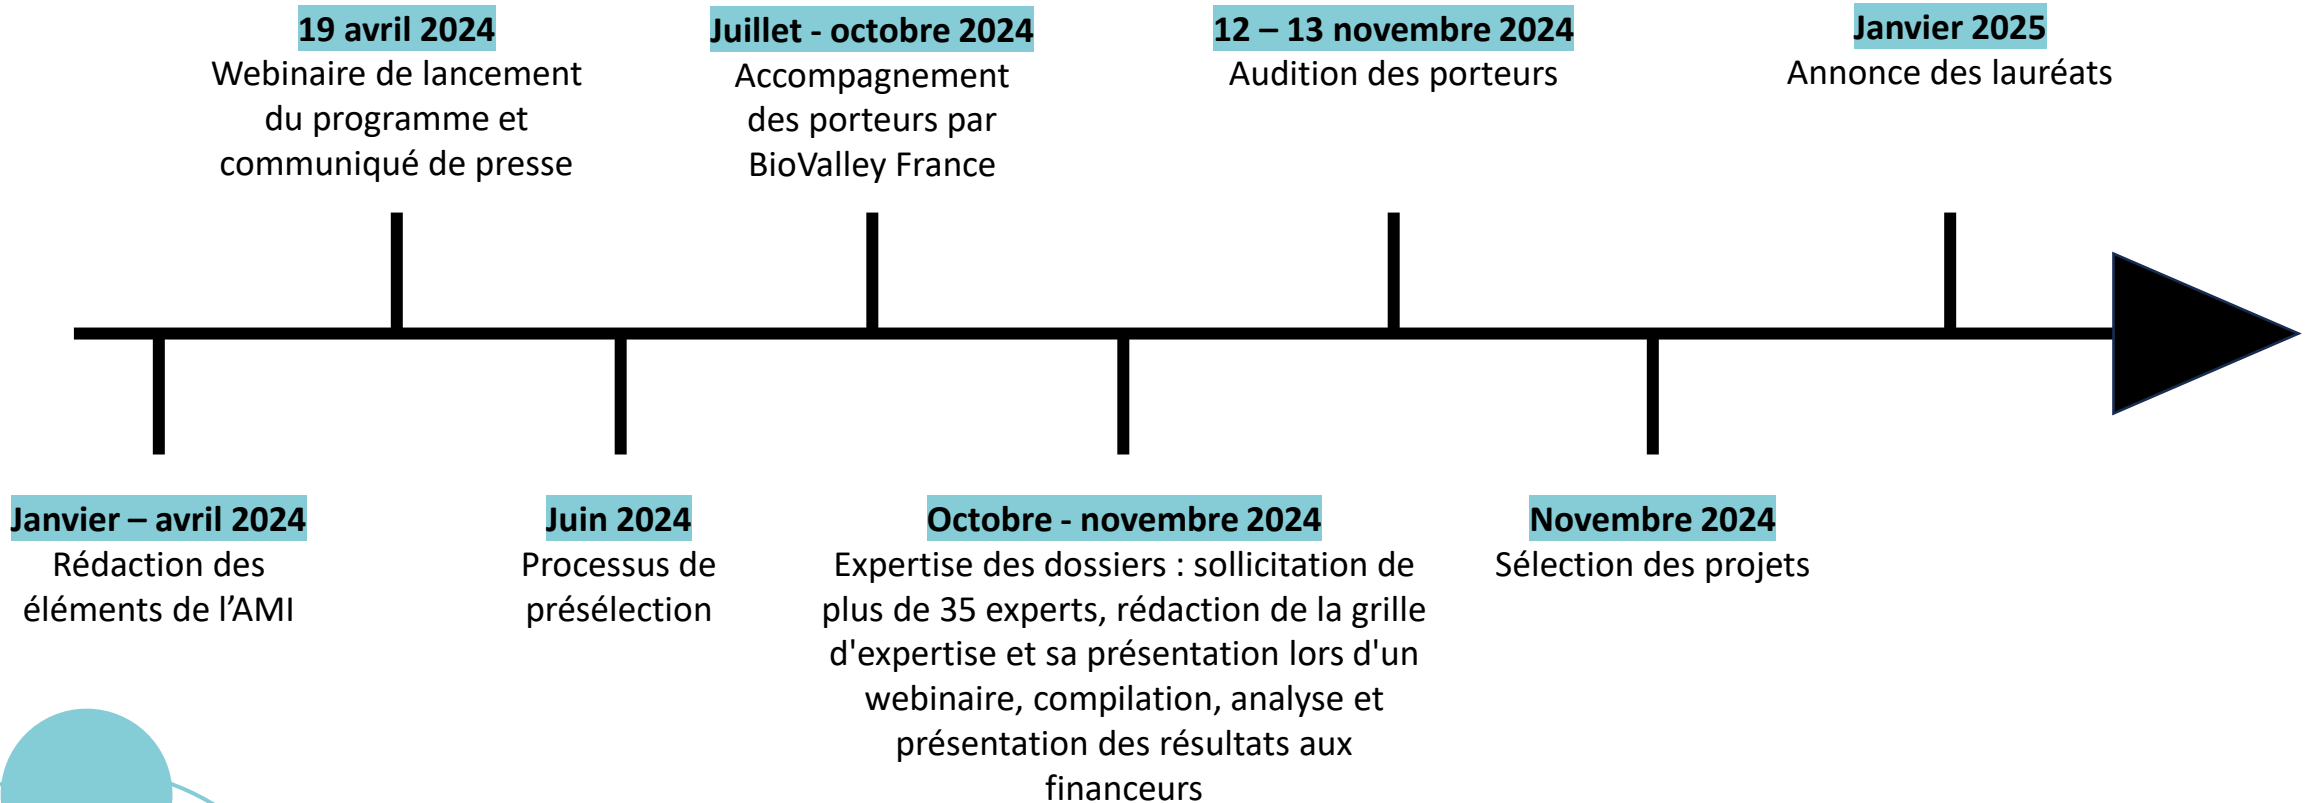 19 avril 2024
Webinaire de lancement
du programme et
communiqué de presse
Juillet - octobre 2024
Accompagnement
des porteurs par
BioValley France
12 – 13 novembre 2024
Audition des porteurs
Janvier 2025
Annonce des lauréats
Janvier – avril 2024
Rédaction des
éléments de l’AMI
Juin 2024
Processus de
présélection
Octobre - novembre 2024
Expertise des dossiers : sollicitation de
plus de 35 experts, rédaction de la grille
d'expertise et sa présentation lors d'un
webinaire, compilation, analyse et
présentation des résultats aux
financeurs
Novembre 2024
Sélection des projets